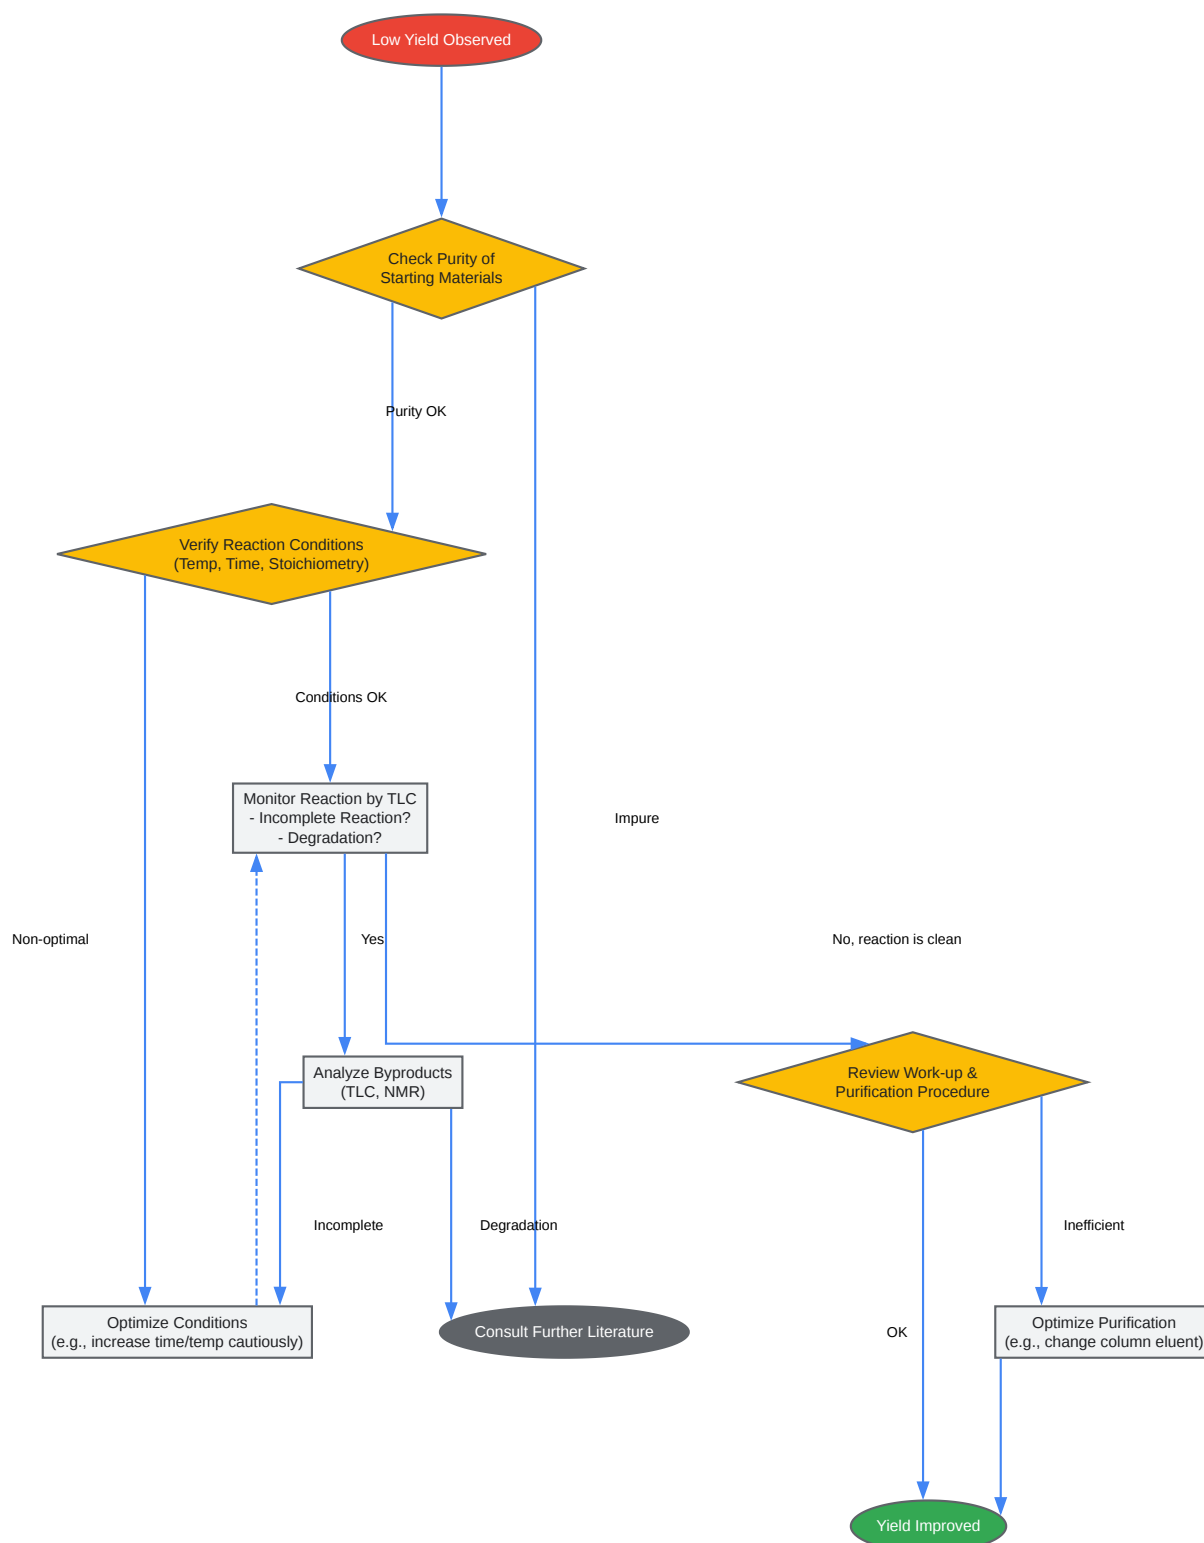 Low Yield Observed
Check Purity of
Starting Materials
Purity OK
Verify Reaction Conditions
(Temp, Time, Stoichiometry)
Conditions OK
Monitor Reaction by TLC
- Incomplete Reaction?
- Degradation?
Impure
Non-optimal
Yes
No, reaction is clean
Analyze Byproducts
(TLC, NMR)
Review Work-up &
Purification Procedure
Incomplete
Degradation
Inefficient
Optimize Conditions
(e.g., increase time/temp cautiously)
Consult Further Literature
OK
Optimize Purification
(e.g., change column eluent)
Yield Improved